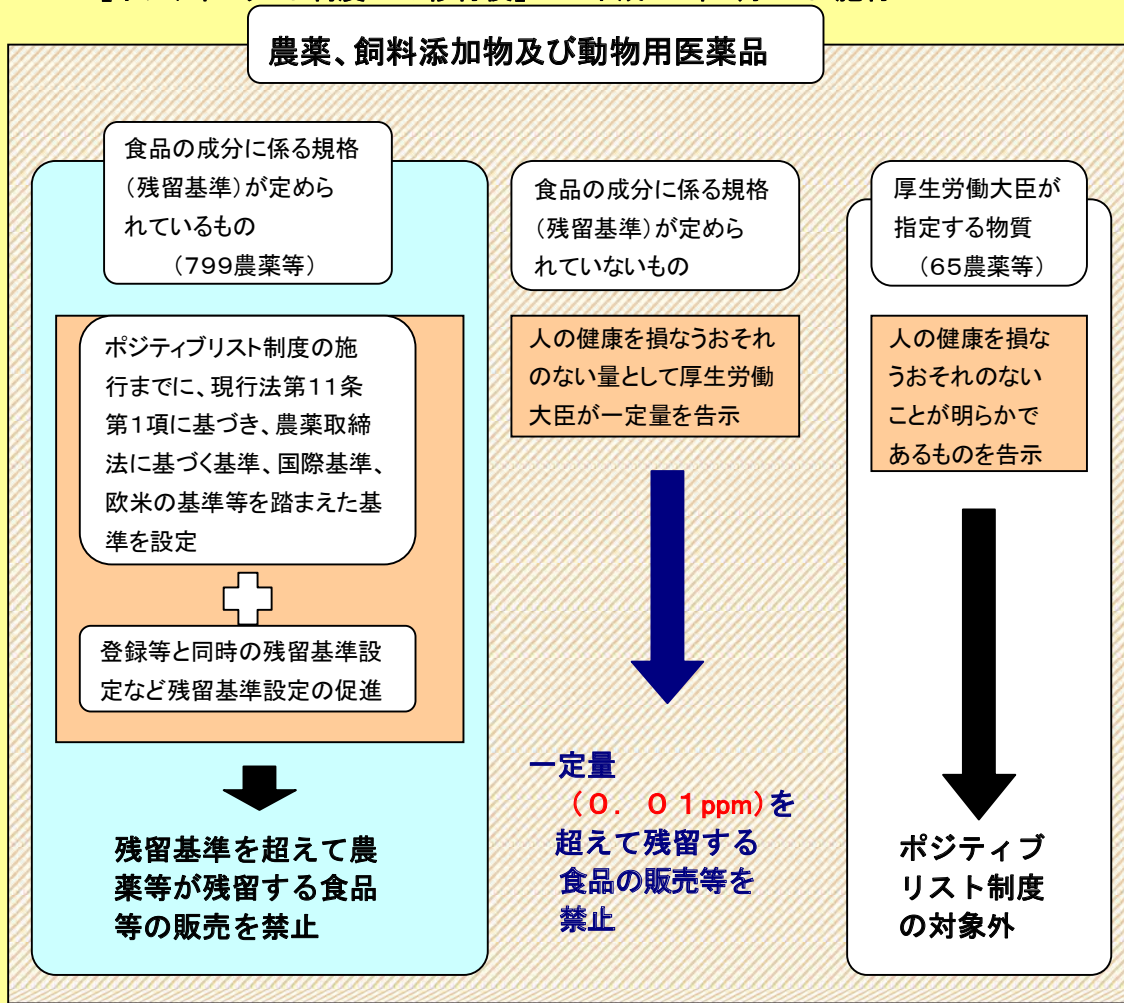 農薬、飼料添加物及び動物用医薬品
食品の成分に係る規格
(残留基準)が定めら
れているもの
(799農薬等)
ポジティブリスト制度の施
行までに、現行法第11条
第1項に基づき、農薬取締
法に基づく基準、国際基準、
欧米の基準等を踏まえた基
準を設定
登録等と同時の残留基準設
定など残留基準設定の促進
残留基準を超えて農
薬等が残留する食品
等の販売を禁止
食品の成分に係る規格
(残留基準)が定めら
れていないもの
人の健康を損なうおそれ
のない量として厚生労働
大臣が一定量を告示
一定量
(0.01ppm)を
超えて残留する
食品の販売等を
禁止
厚生労働大臣が
指定する物質
(65農薬等)
人の健康を損な
うおそれのない
ことが明らかで
あるものを告示
ポジティブ
リスト制度
の対象外